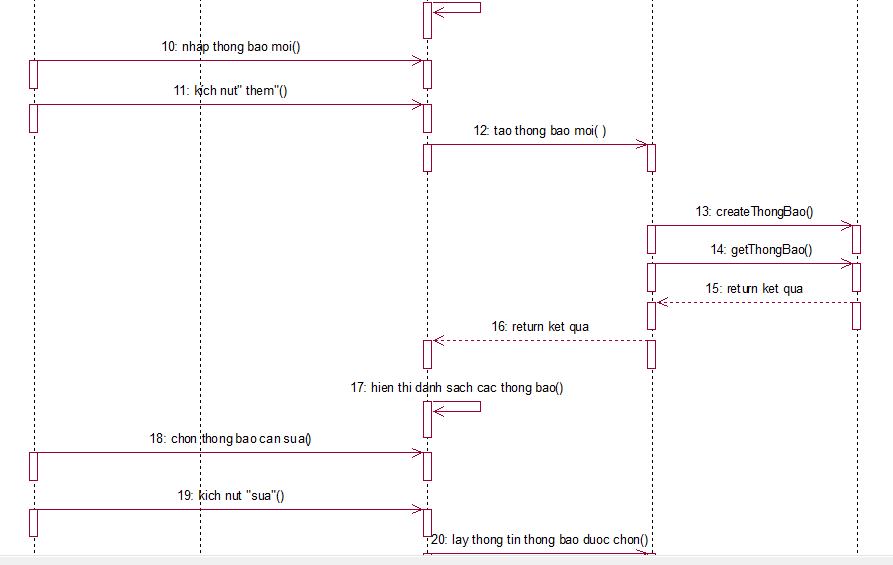 10: nhap thong bao moi()
11: kich nut" them"()
12: tao thong bao moi( )
13: createThongBao()
14: getThongBao()
15: return ket qua
16: return ket qua
17: hien thi danh sach cac thong bao()
18: chon thong bao can sua()
19: kich nut "sua"()
20: lay thong tin thong bao duoc chon()